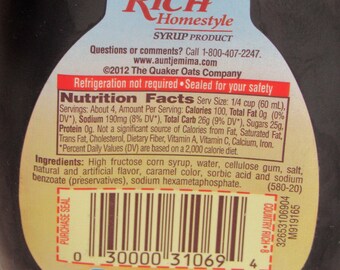 RICH
Homestyle
SYRUP PRODUCT
Questions or comments? Call 1-800-407-2247.
www.auntjemima.com
©2012 The Quaker Oats Company
Refrigeration not required • Sealed for your safety
Nutrition Facts Serv Size: 1/4 cup (60 mL),
Servings: About 4, Amount Per Serving: Calories 100, Total Fat 0g (0%
DV*), Sodium 190mg (8% DV*), Total Carb 26g (9% DV*), Sugars 25g,
Protein 0g. Not a significant source of Calories from Fat, Saturated Fat,
Trans Fat, Cholesterol, Dietary Fiber, Vitamin A, Vitamin C, Calcium, Iron.
*Percent Daily Values (DV) are based on a 2,000 calorie diet.
Ingredients: High fructose corn syrup, water, cellulose gum, salt,
natural and artificial flavor, caramel color, sorbic acid and sodium
benzoate (preservatives), sodium hexametaphosphate.
(580-20)
PURCHASE SEAL
0 30000 31069 4
COUNTRY RICH
32653106904
M919165